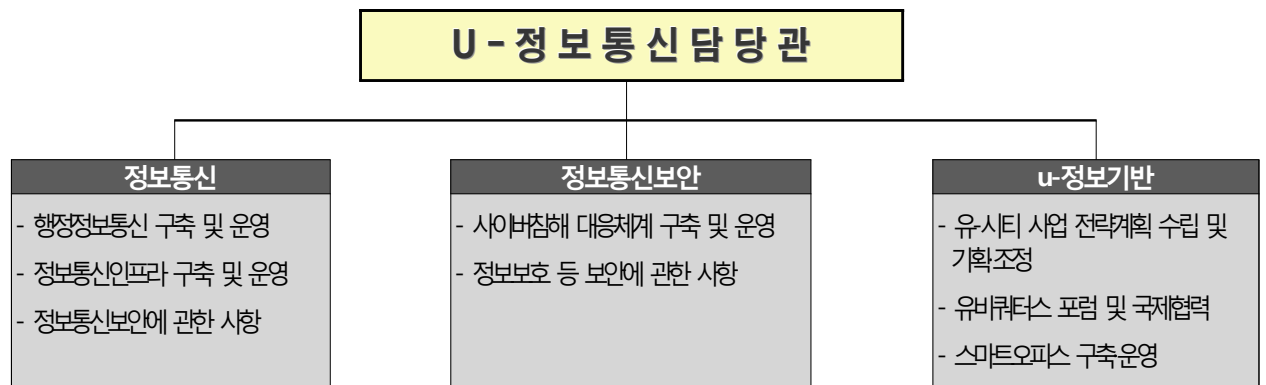 U-정보통신담당관
정보통신
- 행정정보통신 구축 및 운영
- 정보통신인프라 구축 및 운영
- 정보통신보안에 관한 사항
정보통신보안
- 사이버침해 대응체계 구축 및 운영
- 정보보호 등 보안에 관한 사항
u-정보기반
- 유-시티 사업 전략계획 수립 및
기획·조정
- 유비쿼터스 포럼 및 국제협력
- 스마트오피스 구축·운영